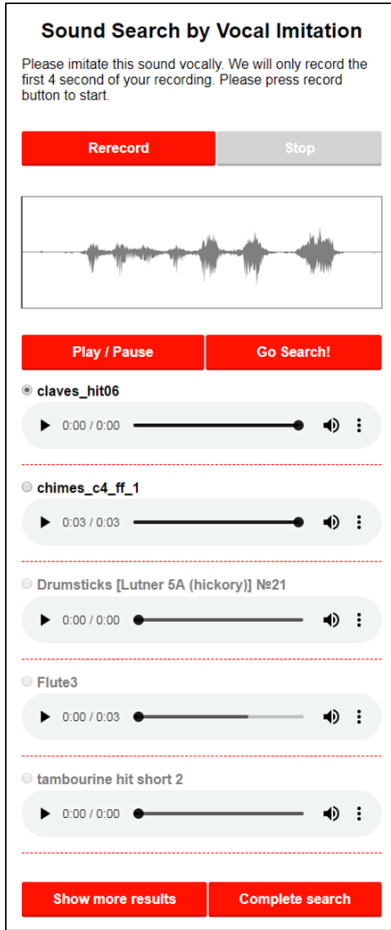 Sound Search by Vocal Imitation
Please imitate this sound vocally. We will only record the
first 4 second of your recording. Please press record
button to start.
Rerecord Stop
Play / Pause Go Search!
claves_hit06
0:00 / 0:00
chimes_c4_ff_1
0:03 / 0:03
Drumsticks [Lutner 5A (hickory)] №21
0:00 / 0:00
Flute3
0:00 / 0:03
tambourine hit short 2
0:00 / 0:00
Show more results Complete search